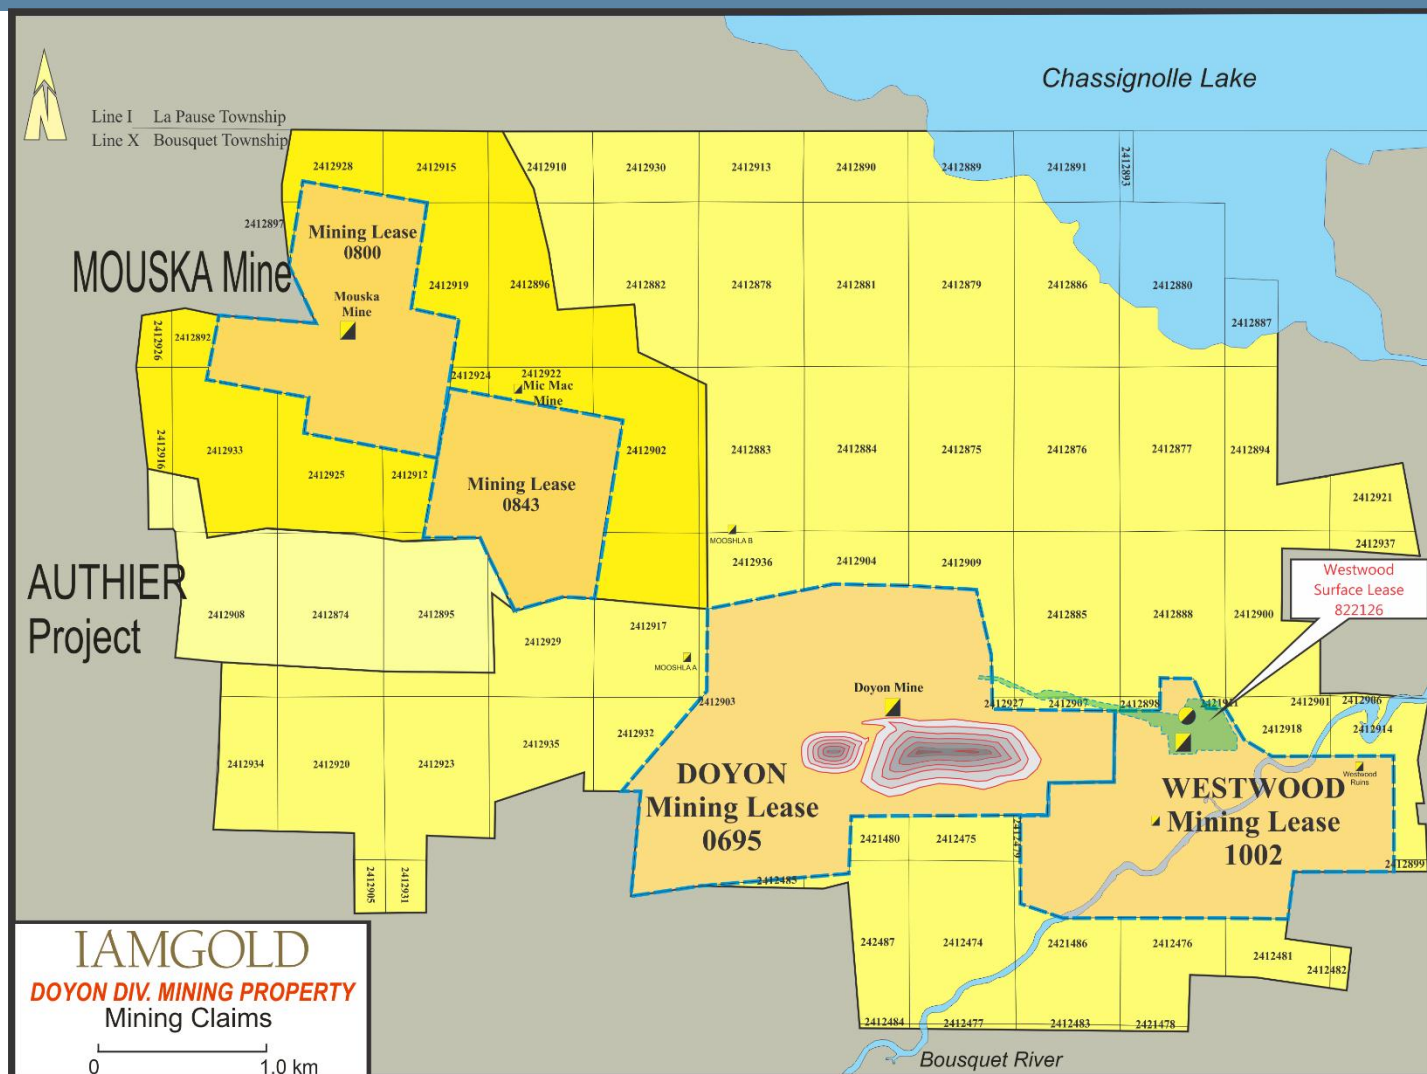 Chassignolle Lake
Line I La Pause Township
Line X Bousquet Township
2412928
2412915
2412910
2412930
2412913
2412890
2412889
2412891
2412893
2412897
Mining Lease
0800
MOUSKA Mine
Mouska
Mine
2412919
2412896
2412882
2412878
2412881
2412879
2412886
2412880
2412887
2412926
2412892
2412924
2412922
Mic Mac
Mine
2412916
2412933
2412925
2412912
2412902
2412883
2412884
2412875
2412876
2412877
2412894
Mining Lease
0843
2412921
2412937
MOOSHLA B
2412936
2412904
2412909
AUTHIER
Project
Westwood
Surface Lease
822126
2412908
2412874
2412895
2412929
2412917
2412885
2412888
2412900
MOOSHLA A
Doyon Mine
2412903
2412927
2412907
2412898
2421911
2412901
2412906
2412918
2412914
2412932
2412935
2412934
2412920
2412923
DOYON
Mining Lease
0695
Westwood
Ruins
WESTWOOD
Mining Lease
1002
2421480
2412475
2412479
2412899
2412905
2412931
2412485
242487
2412474
2421486
2412476
2412481
2412482
2412484
2412477
2412483
2421478
IAMGOLD
DOYON DIV. MINING PROPERTY
Mining Claims
0 1.0 km
Bousquet River